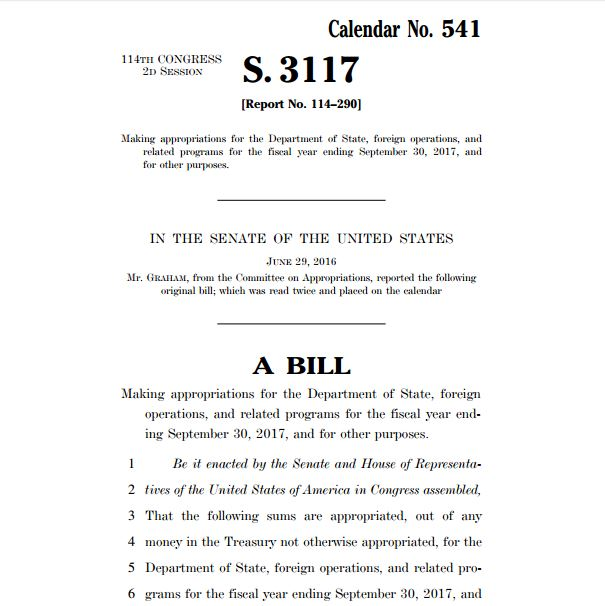 Calendar No. 541
114TH CONGRESS
2D SESSION
S. 3117
[Report No. 114–290]
Making appropriations for the Department of State, foreign operations, and
related programs for the fiscal year ending September 30, 2017, and
for other purposes.
IN THE SENATE OF THE UNITED STATES
JUNE 29, 2016
Mr. GRAHAM, from the Committee on Appropriations, reported the following
original bill; which was read twice and placed on the calendar
A BILL
Making appropriations for the Department of State, foreign
operations, and related programs for the fiscal year end-
ing September 30, 2017, and for other purposes.
1 Be it enacted by the Senate and House of Representa-
2 tives of the United States of America in Congress assembled,
3 That the following sums are appropriated, out of any
4 money in the Treasury not otherwise appropriated, for the
5 Department of State, foreign operations, and related pro-
6 grams for the fiscal year ending September 30, 2017, and